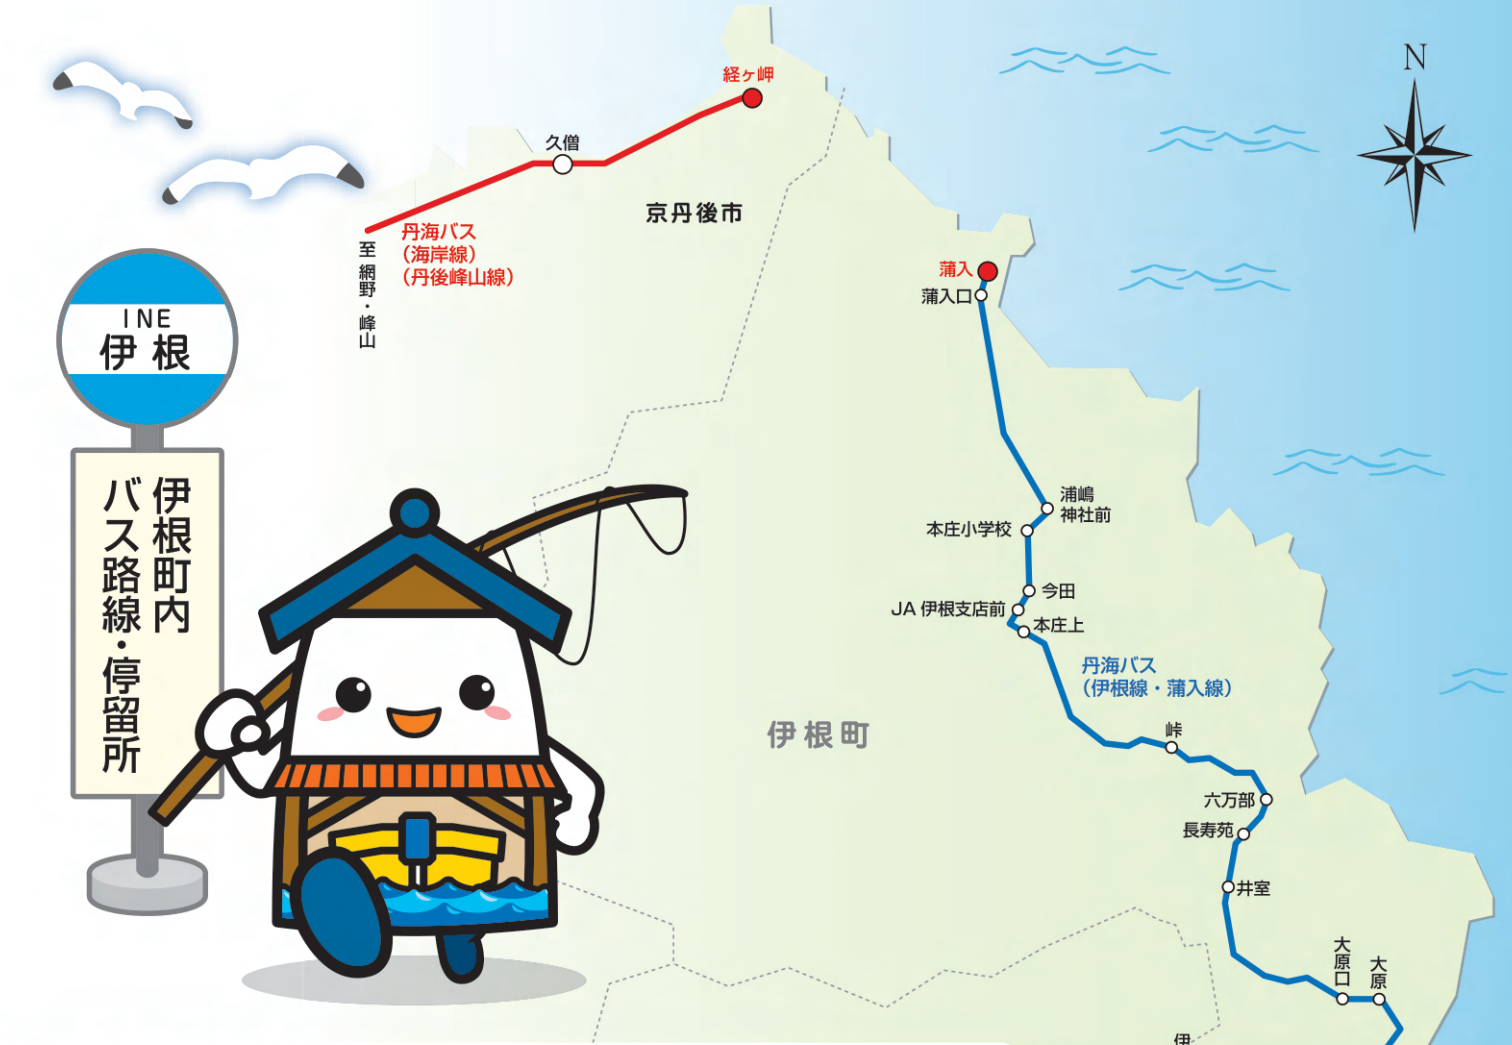 N
経ヶ岬
久僧
京丹後市
丹海バス
（海岸線）
（丹後峰山線）
至 網野・峰山
蒲入
蒲入口
INE
伊根
伊根町内
バス路線・停留所
浦嶋
神社前
本庄小学校
今田
JA 伊根支店前
本庄上
丹海バス
（伊根線・蒲入線）
伊根町
峠
六万部
長寿苑
井室
大原口
大原
伊